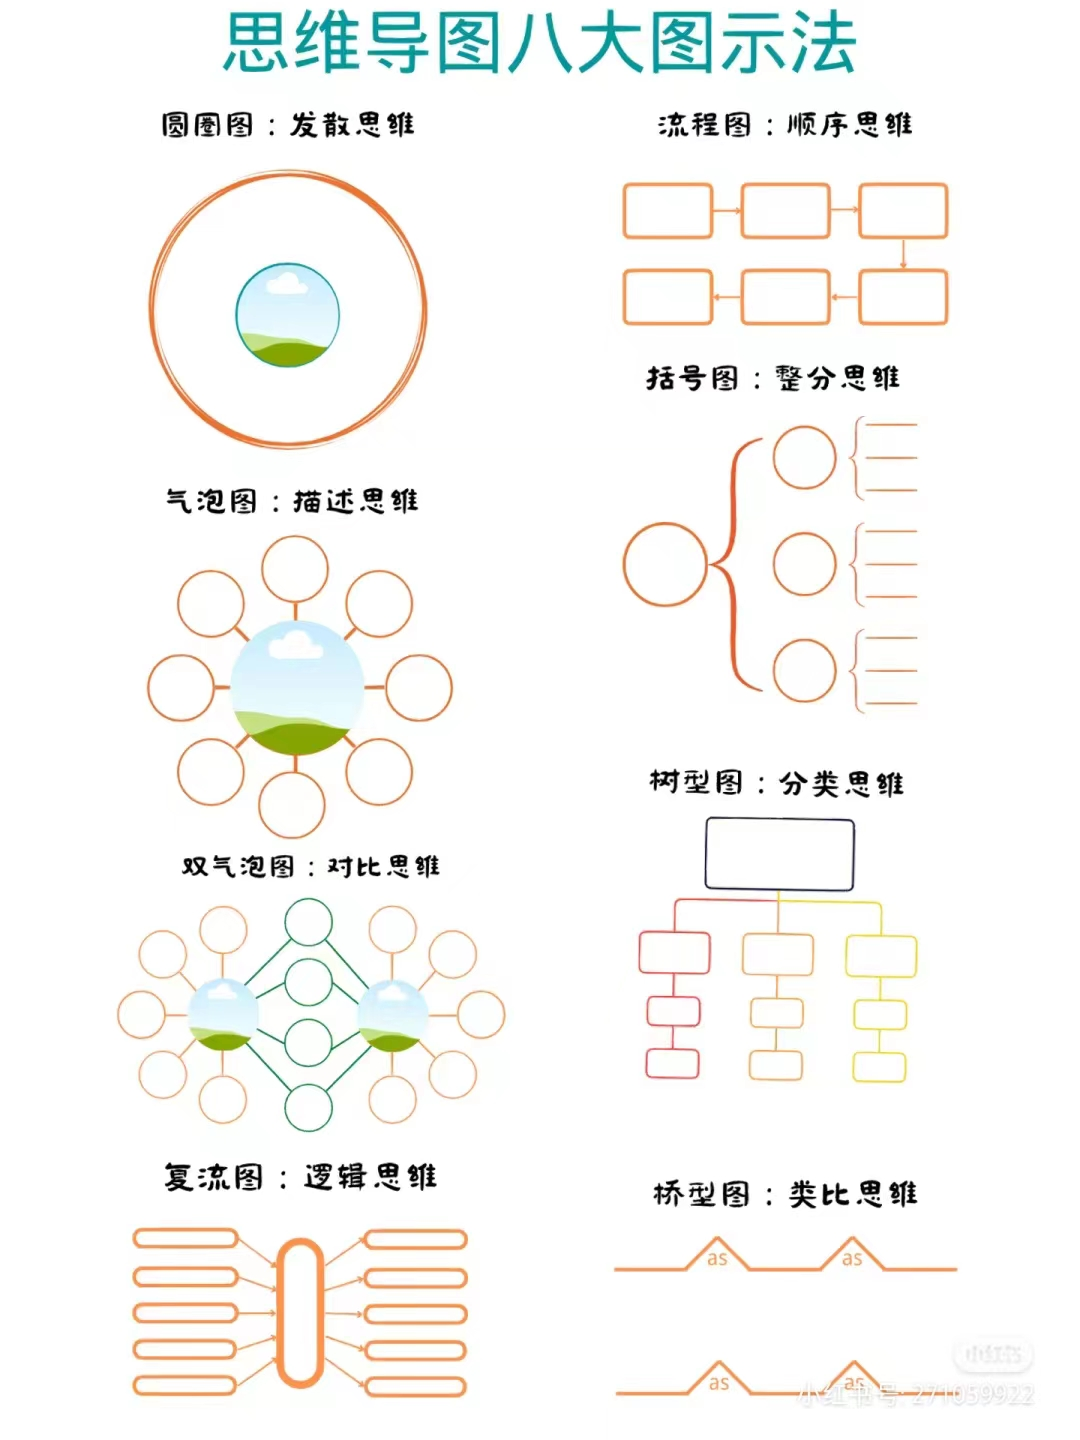 思维导图八大图示法
圆圈图：发散思维
流程图：顺序思维
括号图：整分思维
气泡图：描述思维
树型图：分类思维
双气泡图：对比思维
复流图：逻辑思维
桥型图：类比思维
as as
as as
小红书
小红书号: 271059922